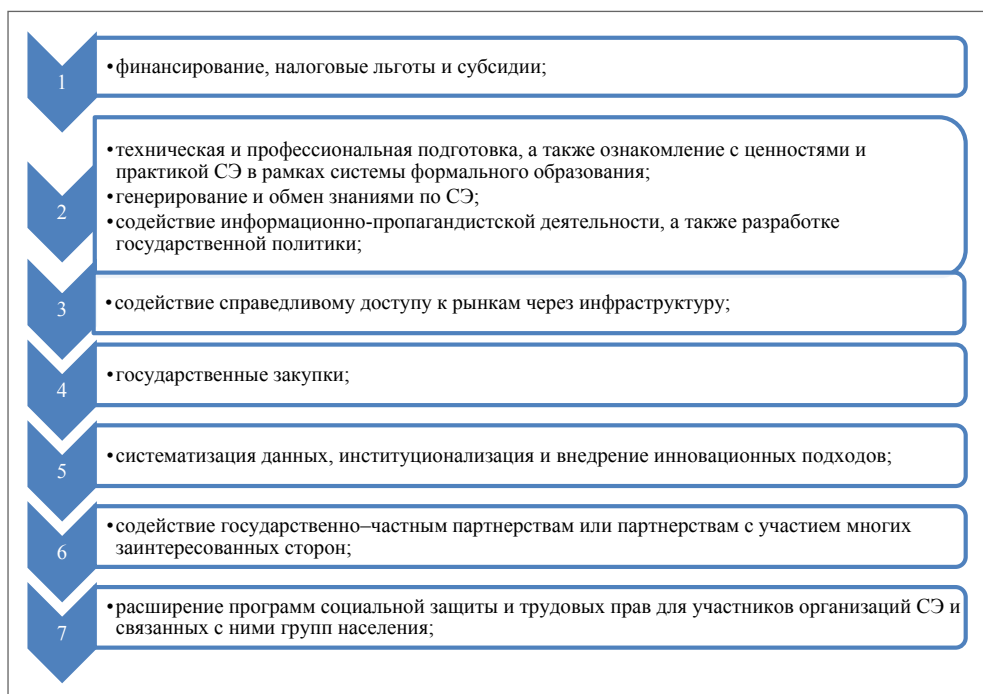 1
•финансирование, налоговые льготы и субсидии;
2
•техническая и профессиональная подготовка, а также ознакомление с ценностями и
практикой СЭ в рамках системы формального образования;
•генерирование и обмен знаниями по СЭ;
•содействие информационно-пропагандистской деятельности, а также разработке
государственной политики;
3
•содействие справедливому доступу к рынкам через инфраструктуру;
4
•государственные закупки;
5
•систематизация данных, институционализация и внедрение инновационных подходов;
6
•содействие государственно–частным партнерствам или партнерствам с участием многих
заинтересованных сторон;
7
•расширение программ социальной защиты и трудовых прав для участников организаций СЭ и
связанных с ними групп населения;